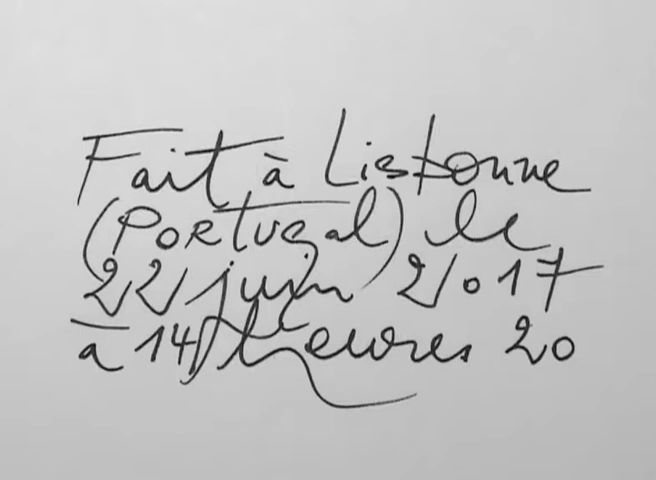 Fait à Lisbonne
(Portugal) le
22 juin 2017
à 14 heures 20